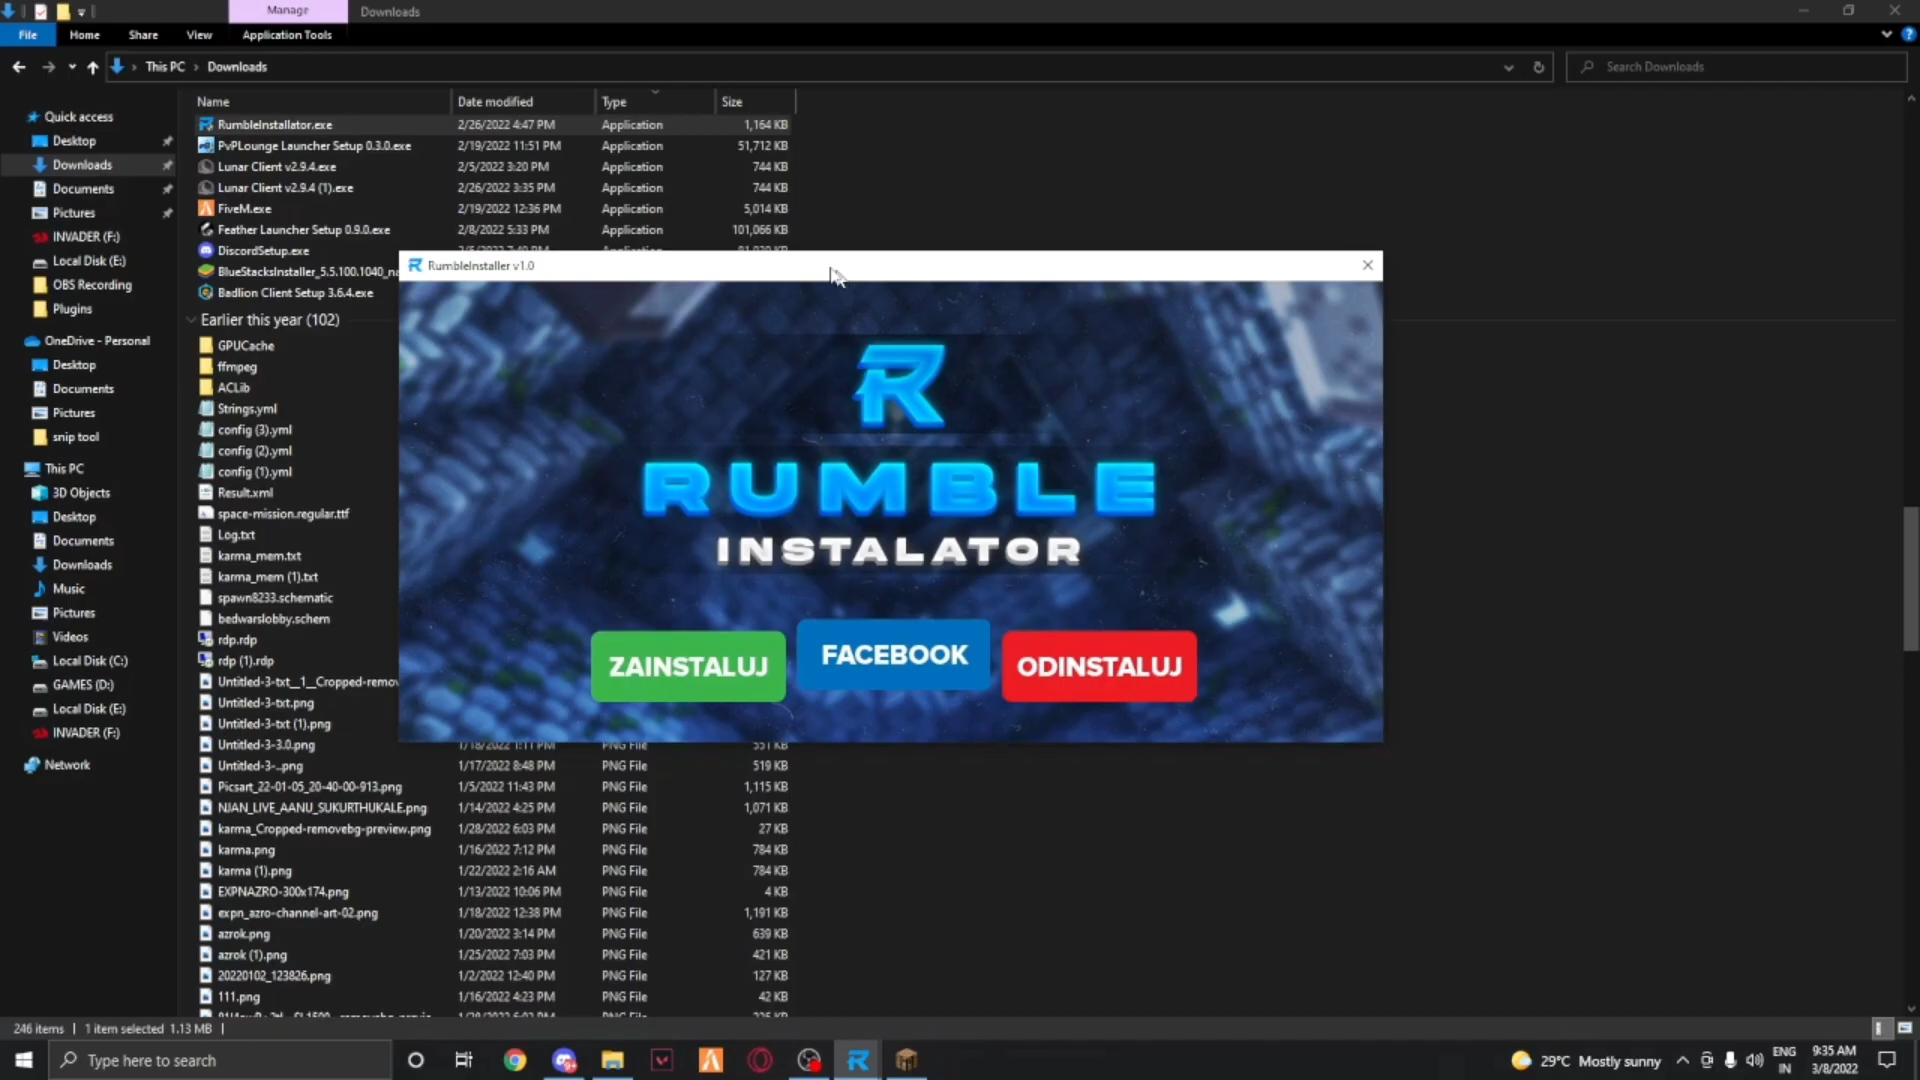 Manage
Downloads
File
Home
Share
View
Application Tools
This PC
Downloads
Search Downloads
Name
Date modified
Type
Size
Quick access
Desktop
Downloads
Documents
Pictures
INVADER (F:)
Local Disk (E:)
OBS Recording
Plugins
OneDrive - Personal
Desktop
Documents
Pictures
snip tool
This PC
3D Objects
Desktop
Documents
Downloads
Music
Pictures
Videos
Local Disk (C:)
GAMES (D:)
Local Disk (E:)
INVADER (F:)
Network
RumbleInstallator.exe 2/26/2022 4:47 PM Application 1,164 KB
PvPLounge Launcher Setup 0.3.0.exe 2/19/2022 11:51 PM Application 51,712 KB
Lunar Client v2.9.4.exe 2/5/2022 3:20 PM Application 744 KB
Lunar Client v2.9.4 (1).exe 2/26/2022 3:35 PM Application 744 KB
FiveM.exe 2/19/2022 12:36 PM Application 5,014 KB
Feather Launcher Setup 0.9.0.exe 2/8/2022 5:33 PM Application 101,066 KB
DiscordSetup.exe
BlueStacksInstaller_5.5.100.1040_na
Badlion Client Setup 3.6.4.exe
Earlier this year (102)
GPUCache
ffmpeg
ACLib
Strings.yml
config (3).yml
config (2).yml
config (1).yml
Result.xml
space-mission.regular.ttf
Log.txt
karma_mem.txt
karma_mem (1).txt
spawn8233.schematic
bedwarslobby.schem
rdp.rdp
rdp (1).rdp
Untitled-3-txt__1__Cropped-remov
Untitled-3-txt.png
Untitled-3-txt (1).png
Untitled-3-3.0.png 1/18/2022 1:11 PM PNG File 551 KB
Untitled-3-..png 1/17/2022 8:48 PM PNG File 519 KB
Picsart_22-01-05_20-40-00-913.png 1/5/2022 11:43 PM PNG File 1,115 KB
NJAN_LIVE_AANU_SUKURTHUKALE.png 1/14/2022 4:25 PM PNG File 1,071 KB
karma_Cropped-removebg-preview.png 1/28/2022 6:03 PM PNG File 27 KB
karma.png 1/16/2022 7:12 PM PNG File 784 KB
karma (1).png 1/22/2022 2:16 AM PNG File 784 KB
EXPNAZRO-300x174.png 1/13/2022 10:06 PM PNG File 4 KB
expn_azro-channel-art-02.png 1/18/2022 12:38 PM PNG File 1,191 KB
azrok.png 1/20/2022 3:14 PM PNG File 639 KB
azrok (1).png 1/25/2022 7:03 PM PNG File 421 KB
20220102_123826.png 1/2/2022 12:40 PM PNG File 127 KB
111.png 1/16/2022 4:23 PM PNG File 42 KB
RumbleInstaller v1.0
R
RUMBLE
INSTALATOR
ZAINSTALUJ
FACEBOOK
ODINSTALUJ
246 items
1 item selected 1.13 MB
Type here to search
29°C Mostly sunny
ENG
IN
9:35 AM
3/8/2022